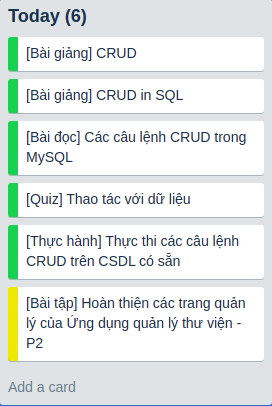 Today (6)
[Bài giảng] CRUD
[Bài giảng] CRUD in SQL
[Bài đọc] Các câu lệnh CRUD trong
MySQL
[Quiz] Thao tác với dữ liệu
[Thực hành] Thực thi các câu lệnh
CRUD trên CSDL có sẵn
[Bài tập] Hoàn thiện các trang quản
lý của Ứng dụng quản lý thư viện -
P2
Add a card